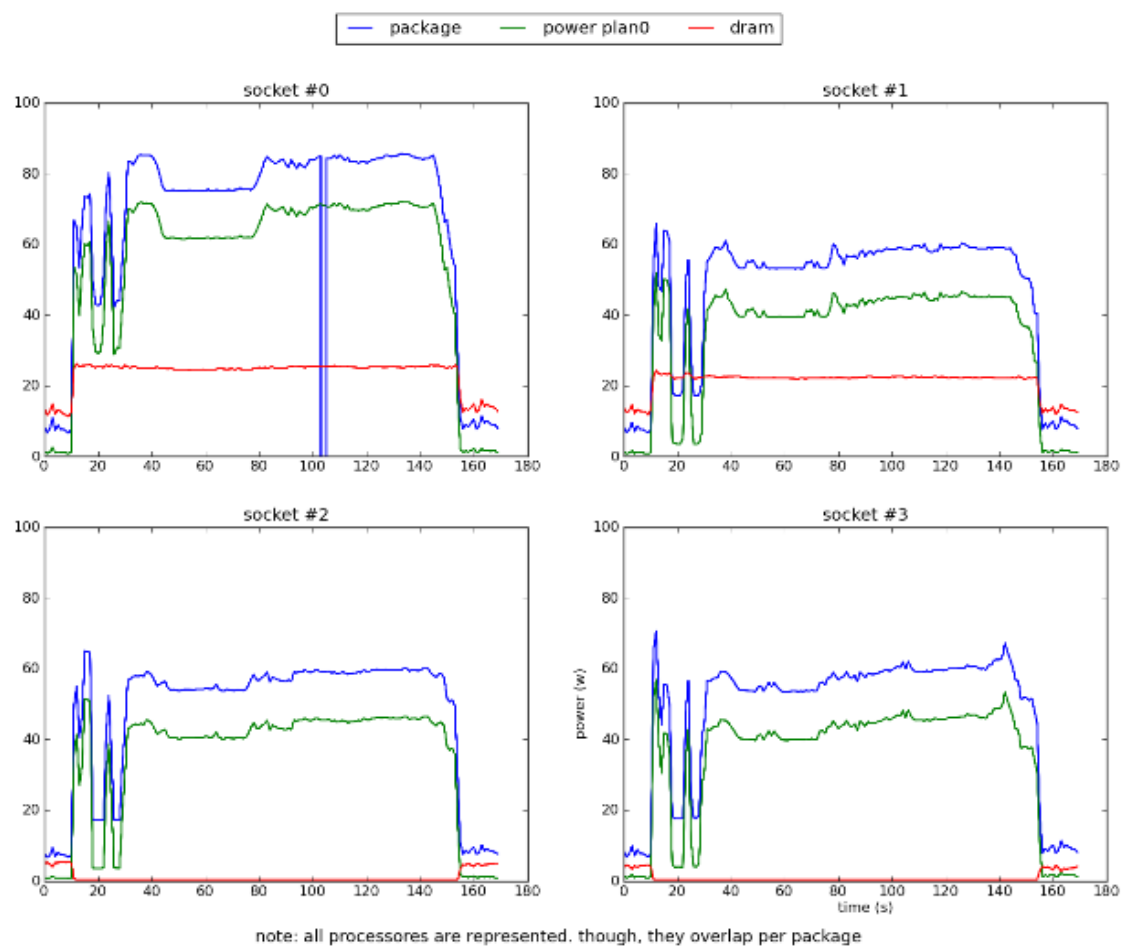 package power plan0 dram
socket #0
100
80
60
40
20
0
0 20 40 60 80 100 120 140 160 180
socket #1
100
80
60
40
20
0
0 20 40 60 80 100 120 140 160 180
socket #2
100
80
60
40
20
0
0 20 40 60 80 100 120 140 160 180
socket #3
100
80
60
40
20
0
power (w)
0 20 40 60 80 100 120 140 160 180
time (s)
note: all processores are represented. though, they overlap per package